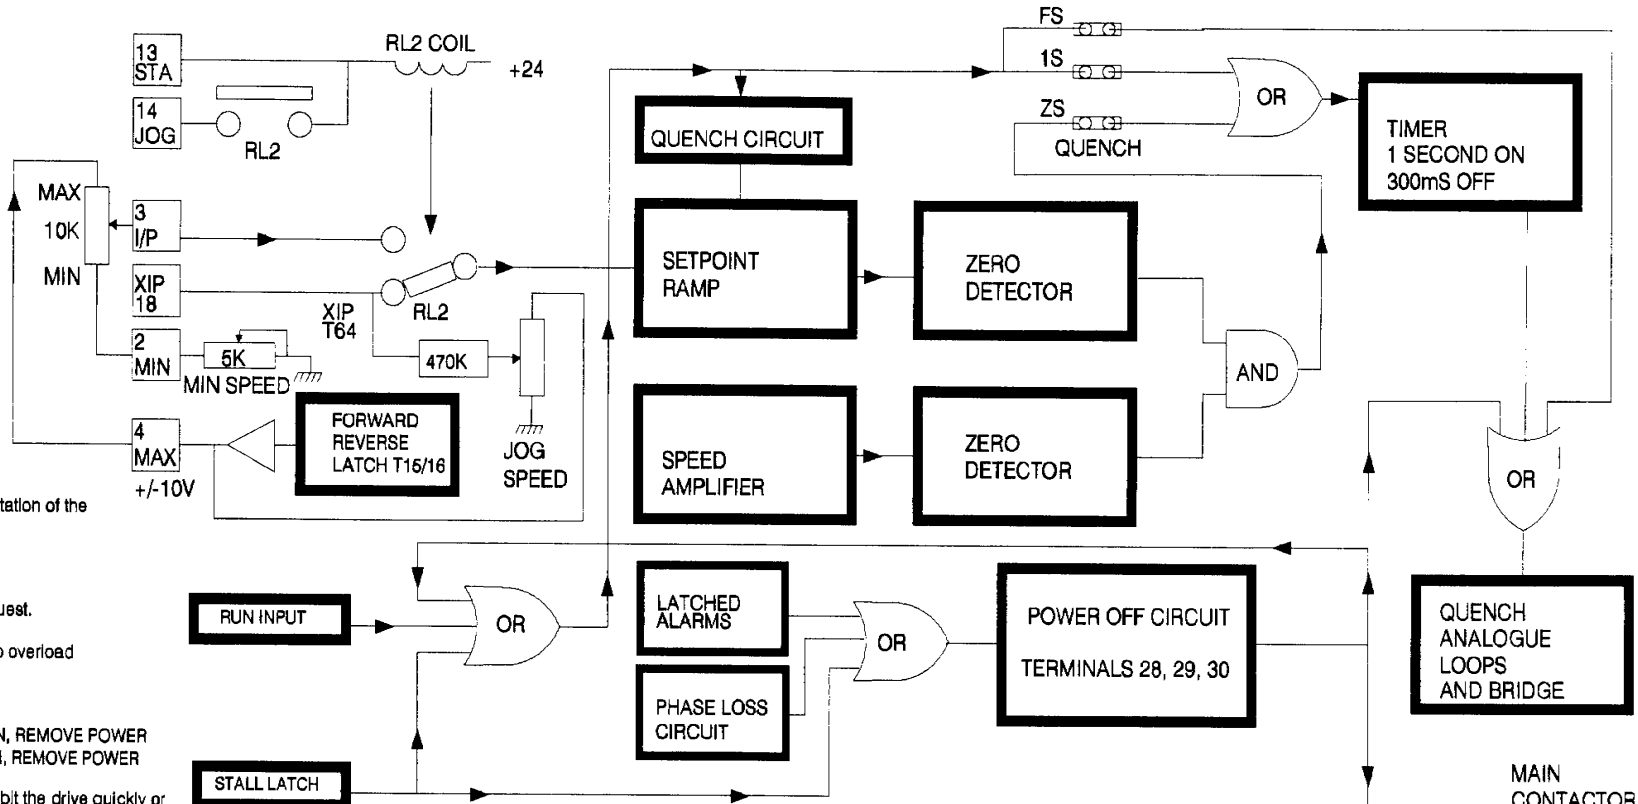 13
STA
14
JOG
RL2
RL2 COIL
+24
MAX
10K
MIN
3
I/P
XIP
18
2
MIN
5K
MIN SPEED
4
MAX
+/-10V
XIP
T64
RL2
470K
JOG
SPEED
FORWARD
REVERSE
LATCH T15/16
QUENCH CIRCUIT
SETPOINT
RAMP
ZERO
DETECTOR
SPEED
AMPLIFIER
ZERO
DETECTOR
AND
FS
1S
ZS
QUENCH
OR
TIMER
1 SECOND ON
300mS OFF
OR
QUENCH
ANALOGUE
LOOPS
AND BRIDGE
tation of the
uest.
o overload
N, REMOVE POWER
, REMOVE POWER
bit the drive quickly or
RUN INPUT
OR
STALL LATCH
LATCHED
ALARMS
PHASE LOSS
CIRCUIT
OR
POWER OFF CIRCUIT
TERMINALS 28, 29, 30
MAIN
CONTACTOR